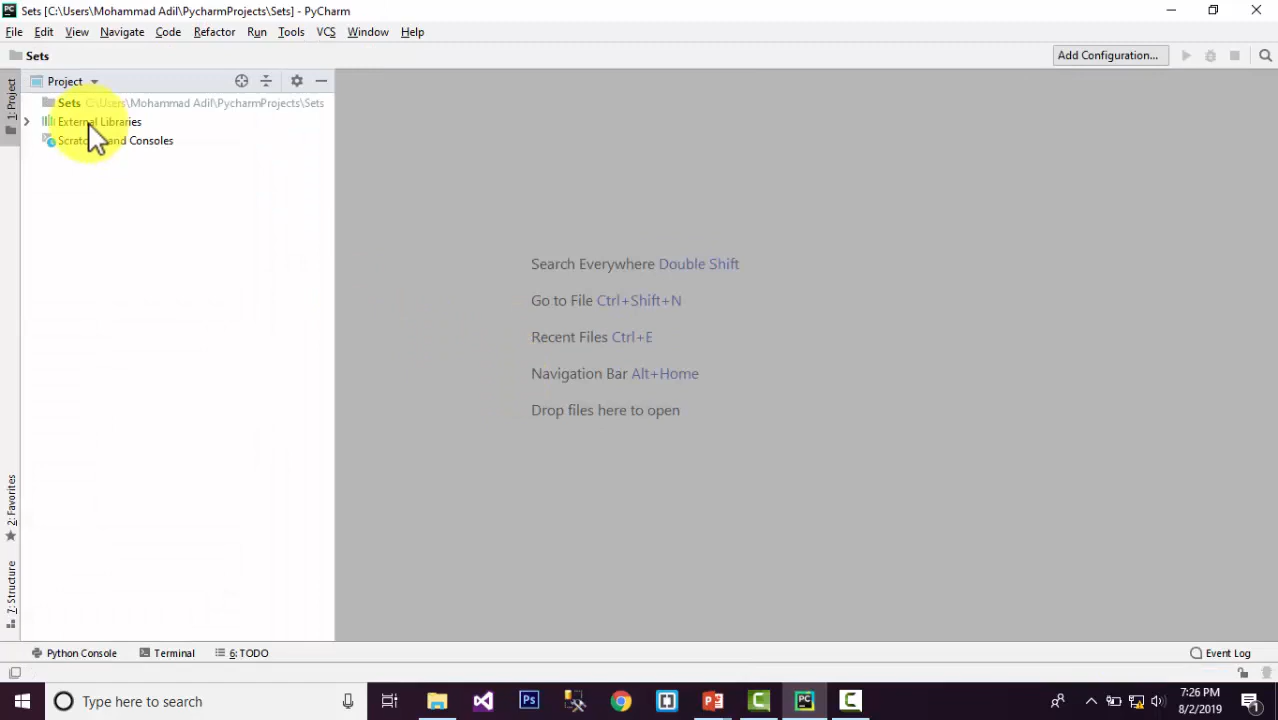 Sets [C:\Users\Mohammad Adil\PycharmProjects\Sets] - PyCharm
File Edit View Navigate Code Refactor Run Tools VCS Window Help
Sets
Add Configuration...
Project
Sets C:\Users\Mohammad Adil\PycharmProjects\Sets
External Libraries
and Consoles
1: Project
2: Favorites
7: Structure
Search Everywhere Double Shift
Go to File Ctrl+Shift+N
Recent Files Ctrl+E
Navigation Bar Alt+Home
Drop files here to open
Python Console Terminal 6: TODO Event Log
Type here to search
7:26 PM
8/2/2019